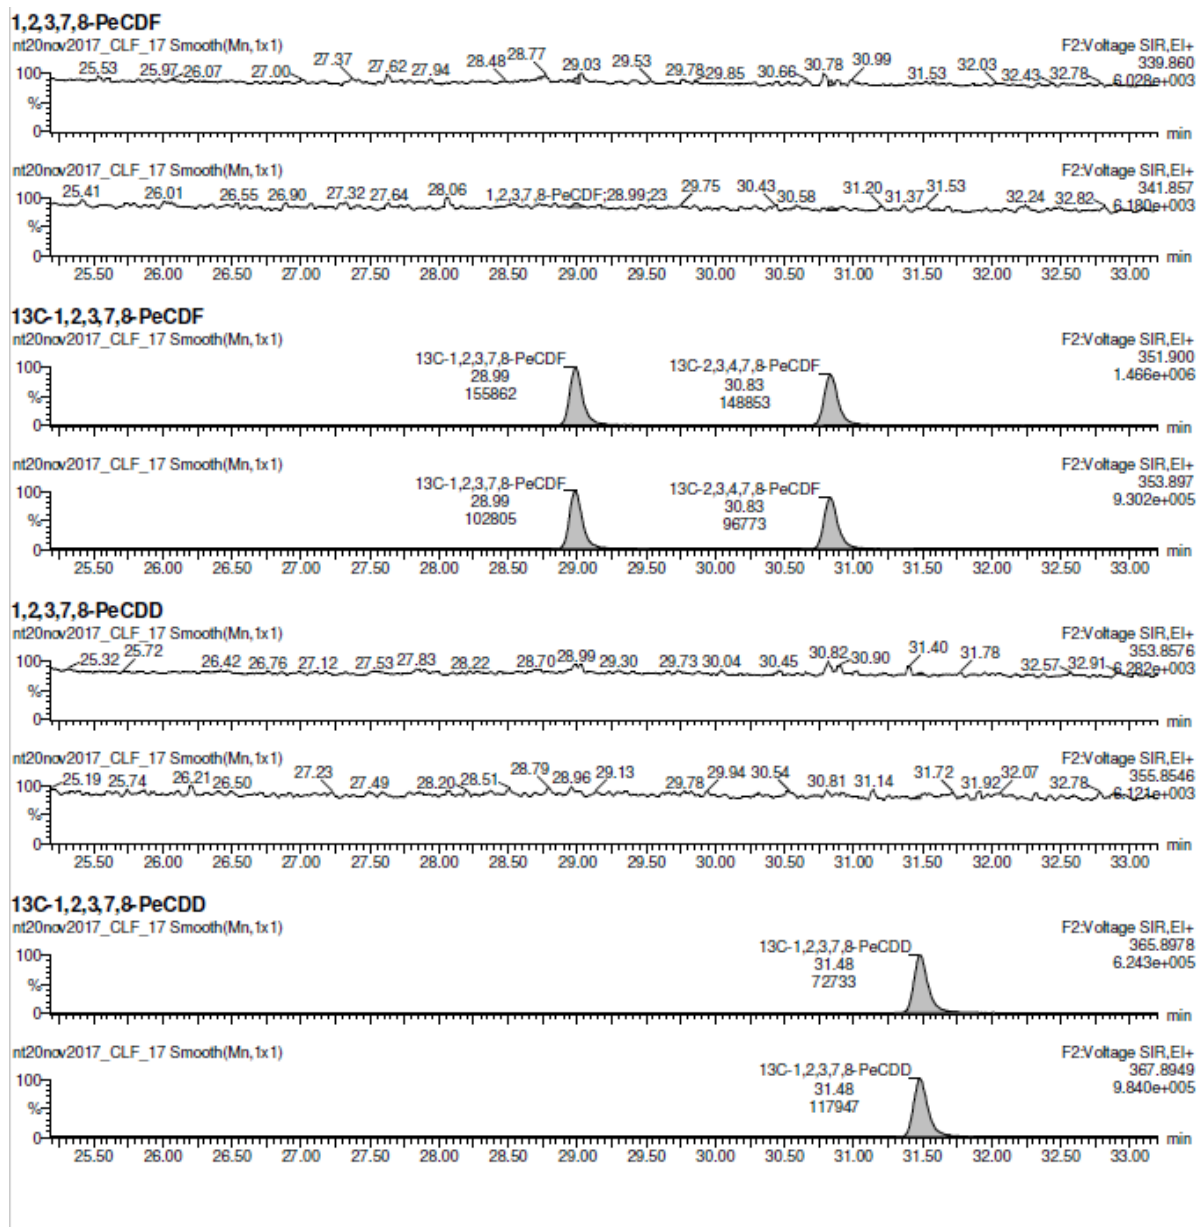 1,2,3,7,8-PeCDF
nt20nov2017_CLF_17 Smooth(Mn,1x1)
F2:Voltage SIR,EI+
339.860
6.028e+003
25.53 25.97 26.07 27.00 27.37 27.62 27.94 28.48 28.77 29.03 29.53 29.78 29.85 30.66 30.78 30.99 31.53 32.03 32.43 32.78
100
%
0
min
nt20nov2017_CLF_17 Smooth(Mn,1x1)
F2:Voltage SIR,EI+
341.857
6.180e+003
25.41 26.01 26.55 26.90 27.32 27.64 28.06 1,2,3,7,8-PeCDF;28.99;23 29.75 30.43 30.58 31.20 31.37 31.53 32.24 32.82
100
%
0
min
25.50 26.00 26.50 27.00 27.50 28.00 28.50 29.00 29.50 30.00 30.50 31.00 31.50 32.00 32.50 33.00
13C-1,2,3,7,8-PeCDF
nt20nov2017_CLF_17 Smooth(Mn,1x1)
F2:Voltage SIR,EI+
351.900
1.466e+006
13C-1,2,3,7,8-PeCDF
28.99
155862
13C-2,3,4,7,8-PeCDF
30.83
148853
100
%
0
min
nt20nov2017_CLF_17 Smooth(Mn,1x1)
F2:Voltage SIR,EI+
353.897
9.302e+005
13C-1,2,3,7,8-PeCDF
28.99
102805
13C-2,3,4,7,8-PeCDF
30.83
96773
100
%
0
min
25.50 26.00 26.50 27.00 27.50 28.00 28.50 29.00 29.50 30.00 30.50 31.00 31.50 32.00 32.50 33.00
1,2,3,7,8-PeCDD
nt20nov2017_CLF_17 Smooth(Mn,1x1)
F2:Voltage SIR,EI+
353.8576
6.282e+003
25.32 25.72 26.42 26.76 27.12 27.53 27.83 28.22 28.70 28.99 29.30 29.73 30.04 30.45 30.82 30.90 31.40 31.78 32.57 32.91
100
%
0
min
nt20nov2017_CLF_17 Smooth(Mn,1x1)
F2:Voltage SIR,EI+
355.8546
6.121e+003
25.19 25.74 26.21 26.50 27.23 27.49 28.20 28.51 28.79 28.96 29.13 29.78 29.94 30.54 30.81 31.14 31.72 31.92 32.07 32.78
100
%
0
min
25.50 26.00 26.50 27.00 27.50 28.00 28.50 29.00 29.50 30.00 30.50 31.00 31.50 32.00 32.50 33.00
13C-1,2,3,7,8-PeCDD
nt20nov2017_CLF_17 Smooth(Mn,1x1)
F2:Voltage SIR,EI+
365.8978
6.243e+005
13C-1,2,3,7,8-PeCDD
31.48
72733
100
%
0
min
nt20nov2017_CLF_17 Smooth(Mn,1x1)
F2:Voltage SIR,EI+
367.8949
9.840e+005
13C-1,2,3,7,8-PeCDD
31.48
117947
100
%
0
min
25.50 26.00 26.50 27.00 27.50 28.00 28.50 29.00 29.50 30.00 30.50 31.00 31.50 32.00 32.50 33.00